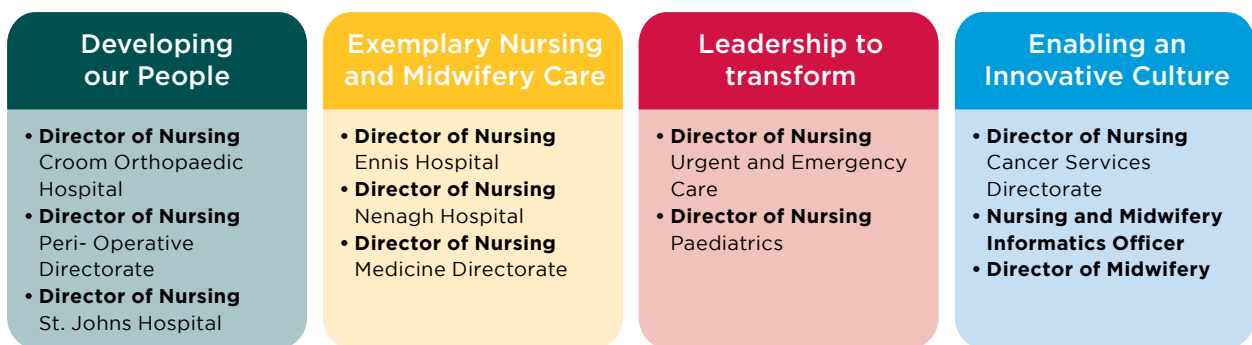 Developing
our People
• Director of Nursing
Croom Orthopaedic
Hospital
• Director of Nursing
Peri- Operative
Directorate
• Director of Nursing
St. Johns Hospital
Exemplary Nursing
and Midwifery Care
• Director of Nursing
Ennis Hospital
• Director of Nursing
Nenagh Hospital
• Director of Nursing
Medicine Directorate
Leadership to
transform
• Director of Nursing
Urgent and Emergency
Care
• Director of Nursing
Paediatrics
Enabling an
Innovative Culture
• Director of Nursing
Cancer Services
Directorate
• Nursing and Midwifery
Informatics Officer
• Director of Midwifery